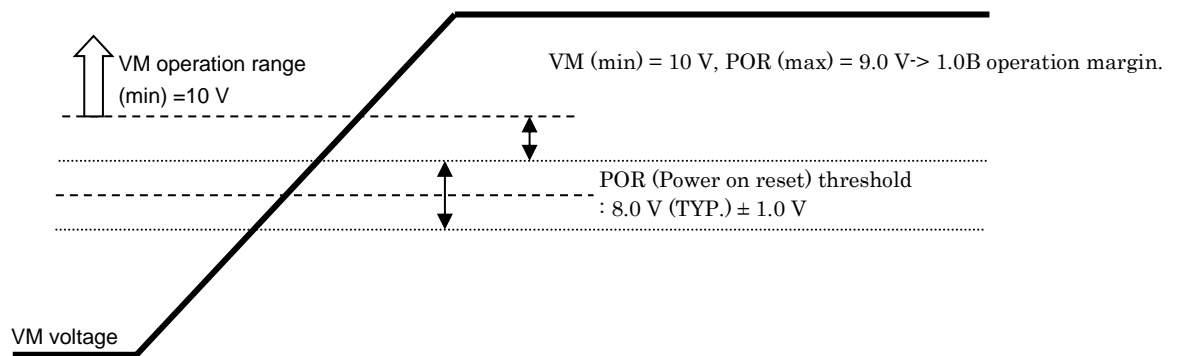 VM operation range
(min) =10 V
VM (min) = 10 V, POR (max) = 9.0 V-> 1.0B operation margin.
POR (Power on reset) threshold
: 8.0 V (TYP.) ± 1.0 V
VM voltage